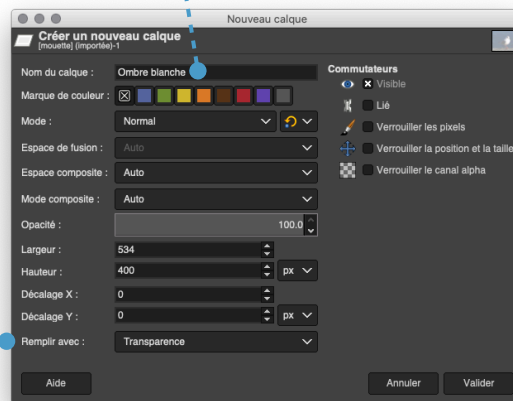 Nouveau calque
Créer un nouveau calque
[mouette] (importée)-1
Nom du calque : Ombre blanche
Marque de couleur :
Mode : Normal
Espace de fusion : Auto
Espace composite : Auto
Mode composite : Auto
Opacité : 100.0
Largeur : 534
Hauteur : 400 px
Décalage X : 0
Décalage Y : 0 px
Remplir avec : Transparence
Commutateurs
Visible
Lié
Verrouiller les pixels
Verrouiller la position et la taille
Verrouiller le canal alpha
Aide Annuler Valider